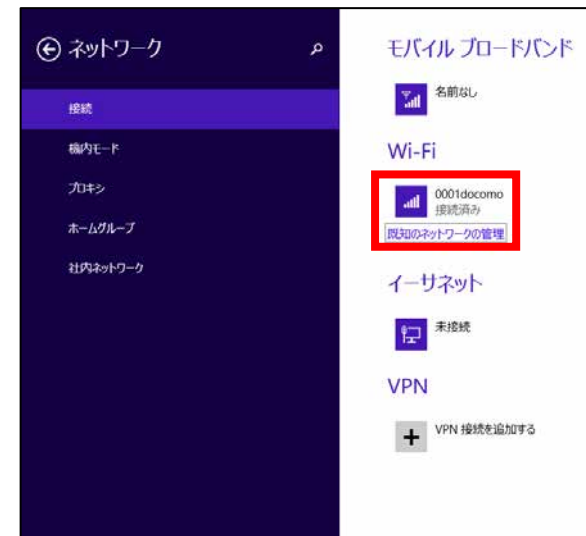 ネットワーク
接続
機内モード
プロキシ
ホームグループ
社内ネットワーク
モバイル ブロードバンド
名前なし
Wi-Fi
0001docomo
接続済み
既知のネットワークの管理
イーサネット
未接続
VPN
VPN 接続を追加する